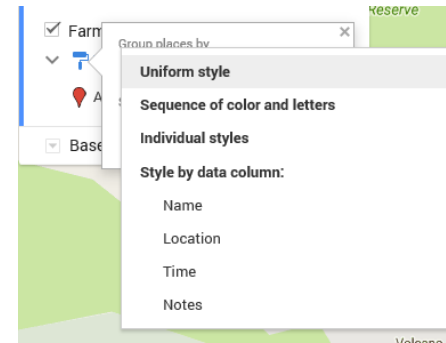 Reserve
Farm
Group places by
×
Uniform style
A
Sequence of color and letters
Individual styles
Base
Style by data column:
Name
Location
Time
Notes